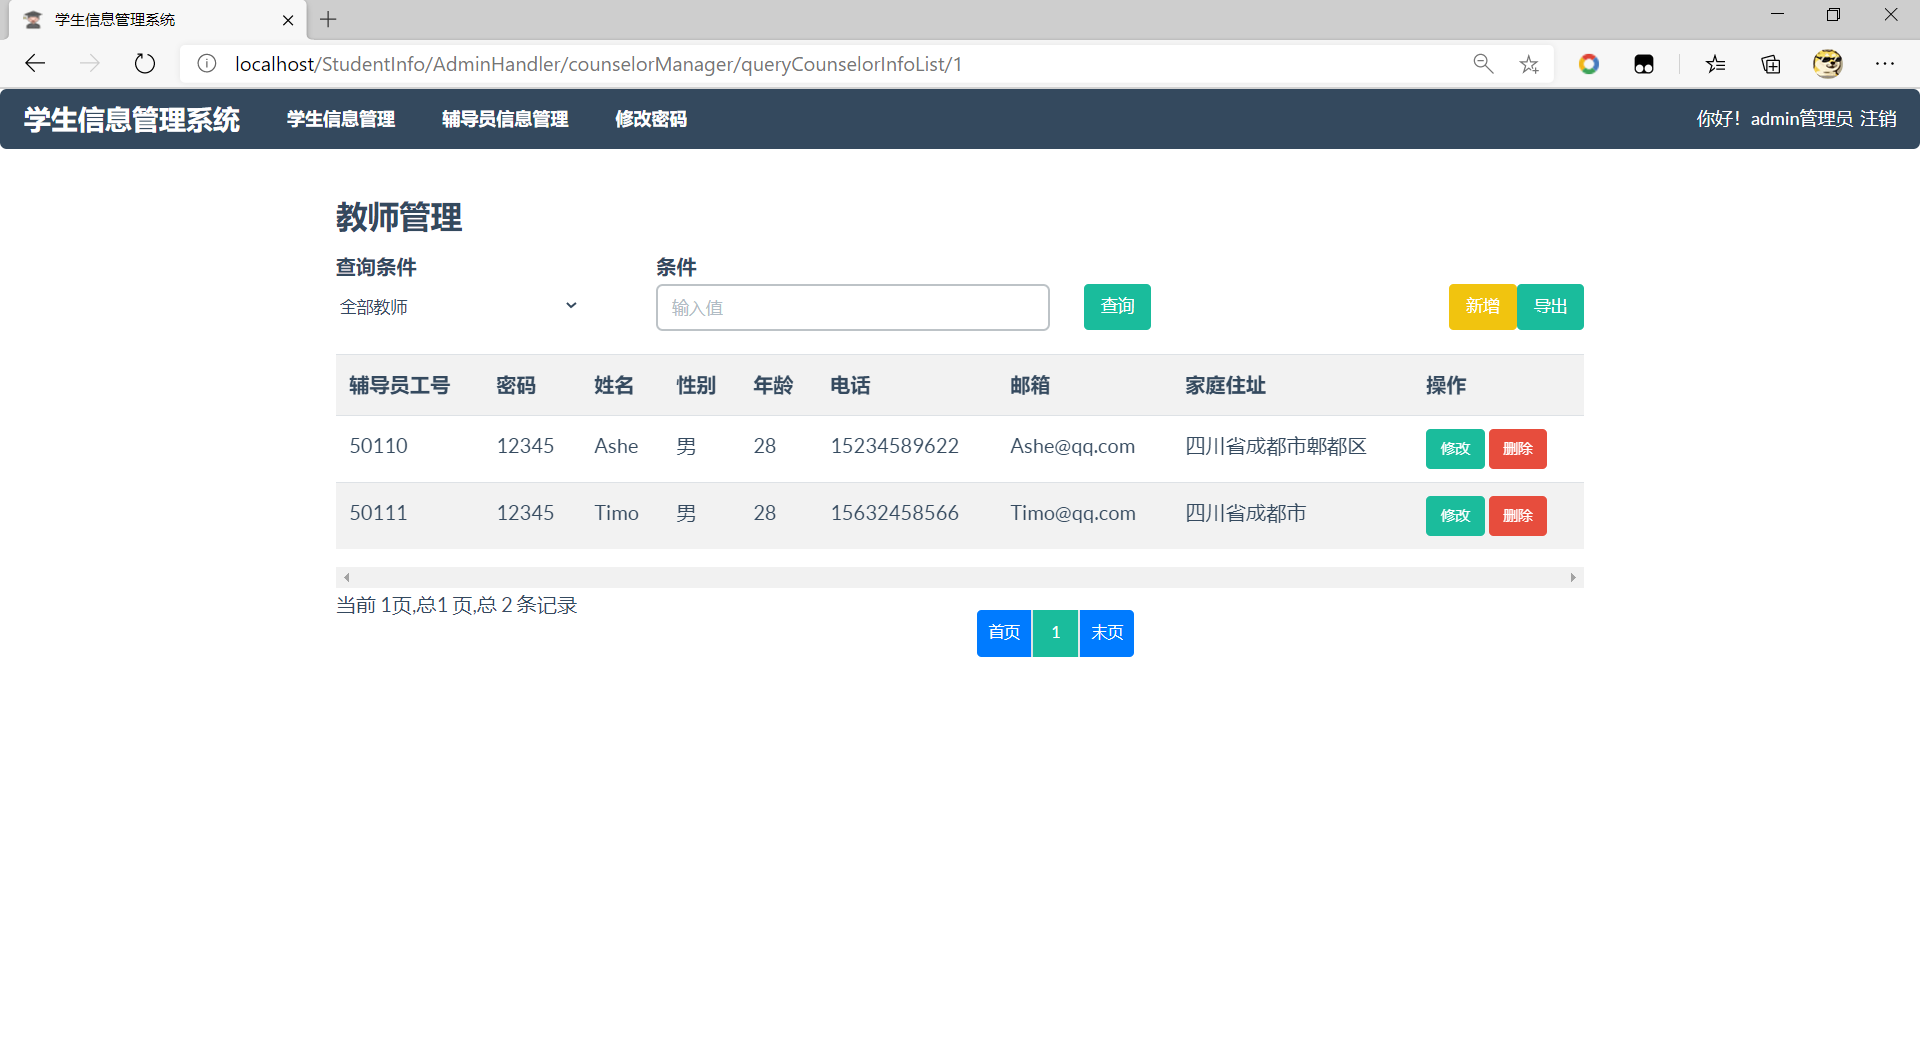 学生信息管理系统
localhost/StudentInfo/AdminHandler/counselorManager/queryCounselorInfoList/1
学生信息管理系统 学生信息管理 辅导员信息管理 修改密码 你好！admin管理员 注销
教师管理
查询条件 条件
全部教师 输入值 查询 新增 导出
辅导员工号 密码 姓名 性别 年龄 电话 邮箱 家庭住址 操作
50110 12345 Ashe 男 28 15234589622 Ashe@qq.com 四川省成都市郫都区 修改 删除
50111 12345 Timo 男 28 15632458566 Timo@qq.com 四川省成都市 修改 删除
当前 1页,总1 页,总 2 条记录
首页 1 末页